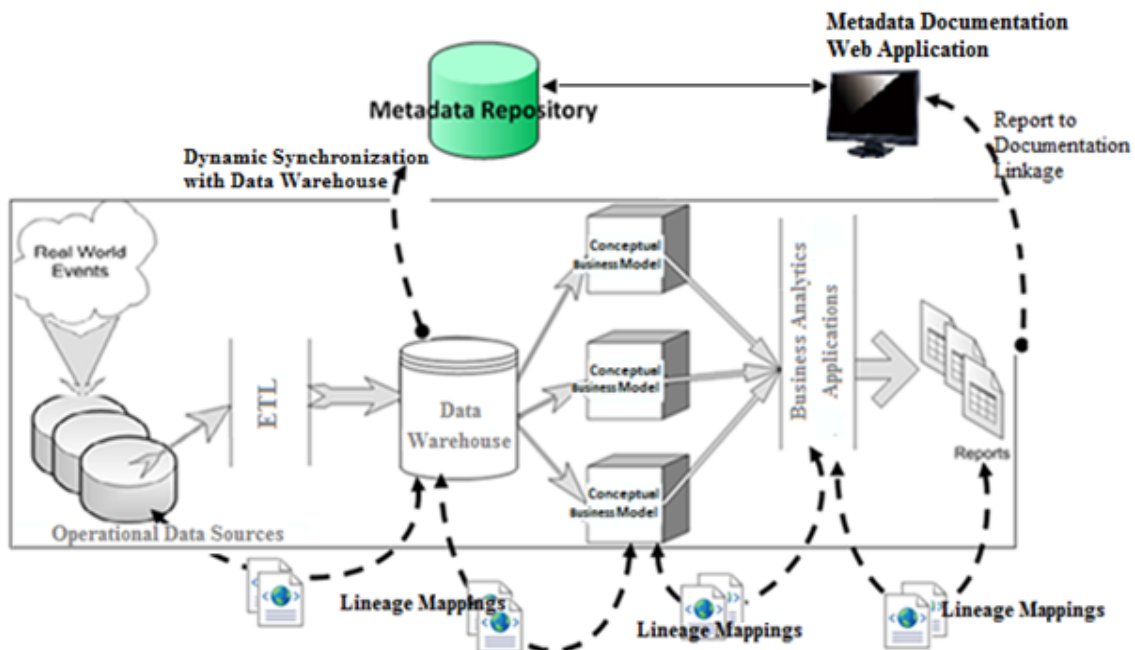 Metadata Documentation
Web Application
Metadata Repository
Report to
Documentation
Linkage
Dynamic Synchronization
with Data Warehouse
Real World
Events
Conceptual
Business Model
Conceptual
Business Model
Conceptual
Business Model
ETL
Data
Warehouse
Business Analytics
Applications
Reports
Operational Data Sources
Lineage Mappings
Lineage Mappings
Lineage Mappings